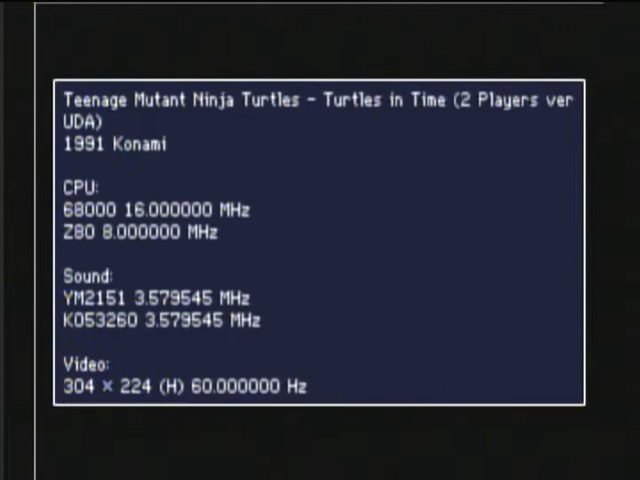 Teenage Mutant Ninja Turtles - Turtles in Time (2 Players ver
UDA)
1991 Konami
CPU:
68000 16.000000 MHz
Z80 8.000000 MHz
Sound:
YM2151 3.579545 MHz
K053260 3.579545 MHz
Video:
304 × 224 (H) 60.000000 Hz